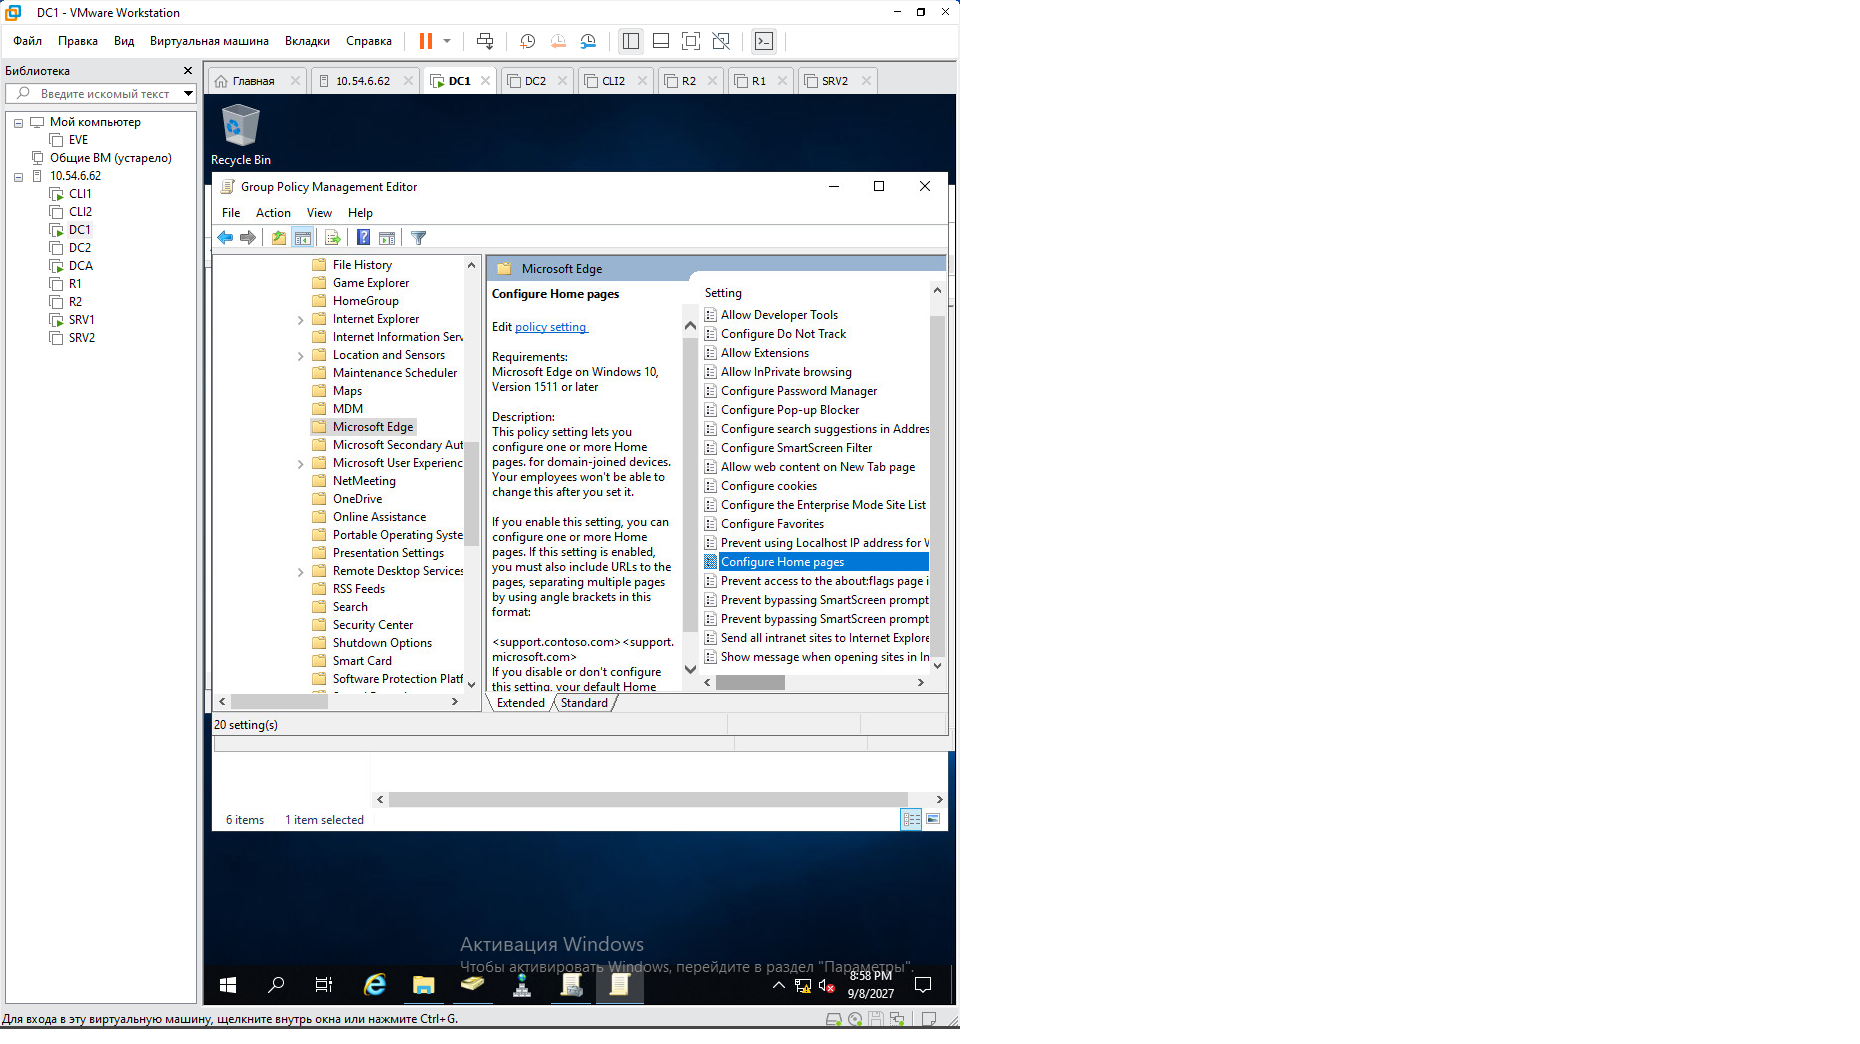 DC1 - VMware Workstation
Файл Правка Вид Виртуальная машина Вкладки Справка
Библиотека
Введите искомый текст
Мой компьютер
EVE
Общие ВМ (устарело)
10.54.6.62
CLI1
CLI2
DC1
DC2
DCA
R1
R2
SRV1
SRV2
Главная 10.54.6.62 DC1 DC2 CLI2 R2 R1 SRV2
Recycle Bin
Group Policy Management Editor
File Action View Help
File History
Game Explorer
HomeGroup
Internet Explorer
Internet Information Serv
Location and Sensors
Maintenance Scheduler
Maps
MDM
Microsoft Edge
Microsoft Secondary Aut
Microsoft User Experienc
NetMeeting
OneDrive
Online Assistance
Portable Operating Syste
Presentation Settings
Remote Desktop Services
RSS Feeds
Search
Security Center
Shutdown Options
Smart Card
Software Protection Platf
Microsoft Edge
Configure Home pages
Edit policy setting
Requirements:
Microsoft Edge on Windows 10,
Version 1511 or later
Description:
This policy setting lets you
configure one or more Home
pages. for domain-joined devices.
Your employees won't be able to
change this after you set it.
If you enable this setting, you can
configure one or more Home
pages. If this setting is enabled,
you must also include URLs to the
pages, separating multiple pages
by using angle brackets in this
format:
<support.contoso.com><support.
microsoft.com>
If you disable or don't configure
this setting, your default Home
Setting
Allow Developer Tools
Configure Do Not Track
Allow Extensions
Allow InPrivate browsing
Configure Password Manager
Configure Pop-up Blocker
Configure search suggestions in Addres
Configure SmartScreen Filter
Allow web content on New Tab page
Configure cookies
Configure the Enterprise Mode Site List
Configure Favorites
Prevent using Localhost IP address for W
Configure Home pages
Prevent access to the about:flags page i
Prevent bypassing SmartScreen prompt
Prevent bypassing SmartScreen prompt
Send all intranet sites to Internet Explore
Show message when opening sites in In
Extended Standard
20 setting(s)
6 items 1 item selected
Активация Windows
Чтобы активировать Windows, перейдите в раздел "Параметры".
8:58 PM
9/8/2027
Для входа в эту виртуальную машину, щелкните внутрь окна или нажмите Ctrl+G.